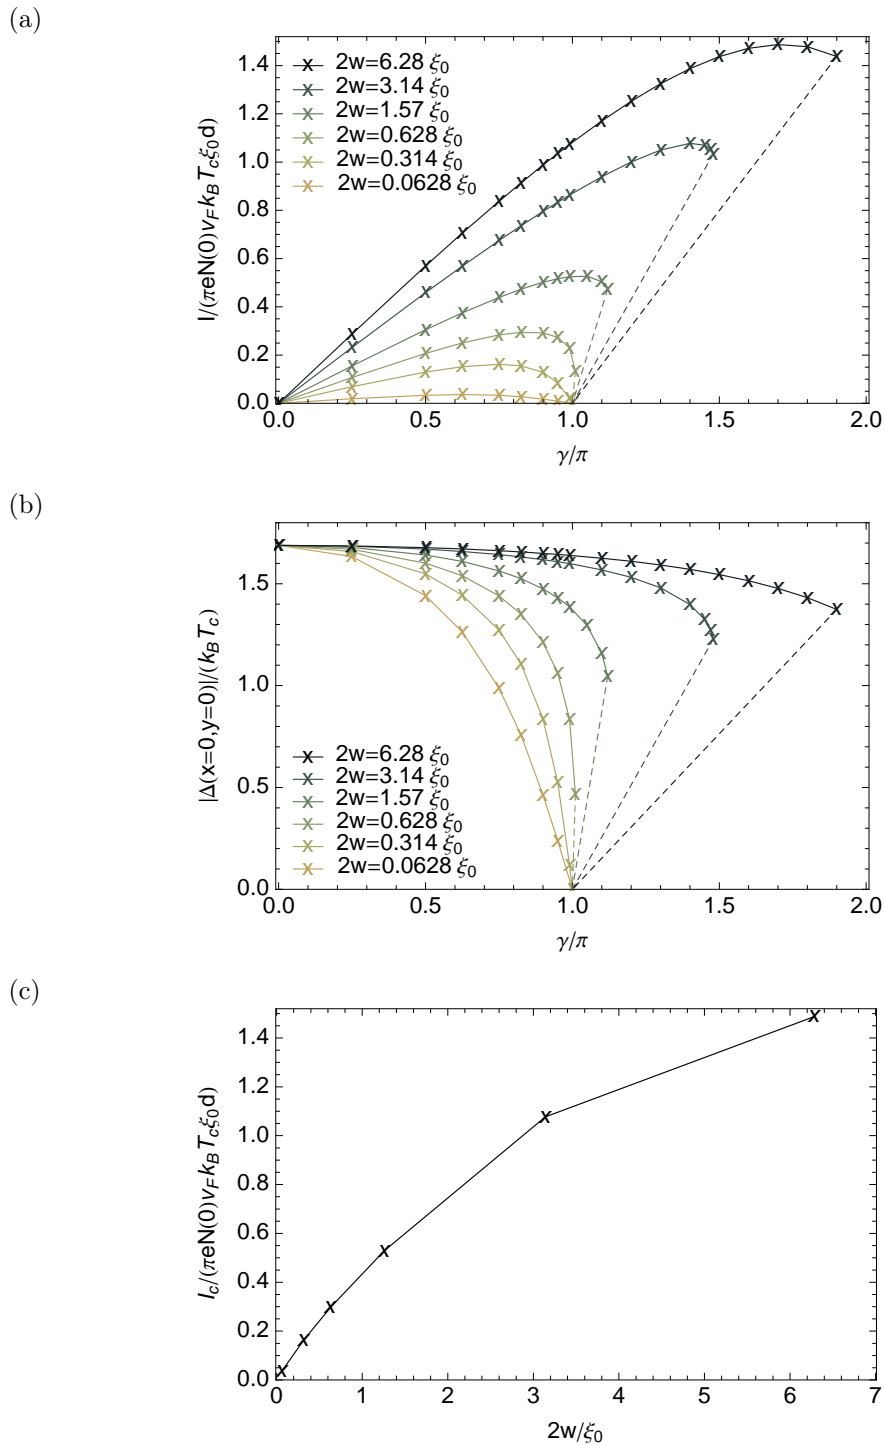 (a)
I/(πeN(0)v_F k_B T_c ξ_0 d)
1.4
1.2
1.0
0.8
0.6
0.4
0.2
0.0
2w=6.28 ξ_0
2w=3.14 ξ_0
2w=1.57 ξ_0
2w=0.628 ξ_0
2w=0.314 ξ_0
2w=0.0628 ξ_0
0.0 0.5 1.0 1.5 2.0
γ/π
(b)
|Δ(x=0,y=0)|/(k_B T_c)
1.5
1.0
0.5
0.0
2w=6.28 ξ_0
2w=3.14 ξ_0
2w=1.57 ξ_0
2w=0.628 ξ_0
2w=0.314 ξ_0
2w=0.0628 ξ_0
0.0 0.5 1.0 1.5 2.0
γ/π
(c)
I_c/(πeN(0)v_F k_B T_c ξ_0 d)
1.4
1.2
1.0
0.8
0.6
0.4
0.2
0.0
0 1 2 3 4 5 6 7
2w/ξ_0